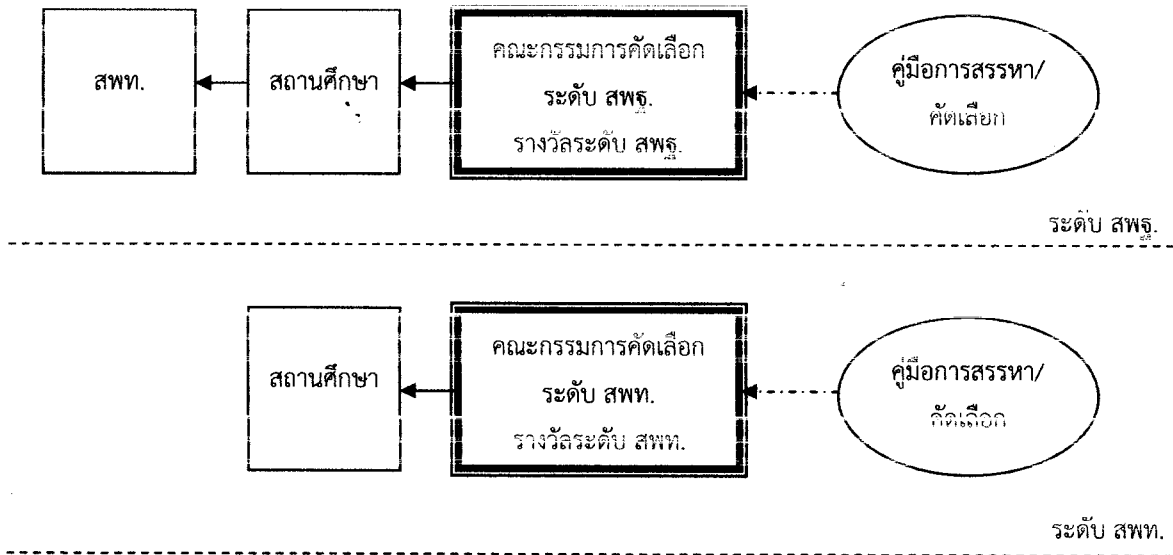 สพท.
สถานศึกษา
คณะกรรมการคัดเลือก
ระดับ สพฐ.
รางวัลระดับ สพฐ.
คู่มือการสรรหา/
คัดเลือก
ระดับ สพฐ.
สถานศึกษา
คณะกรรมการคัดเลือก
ระดับ สพท.
รางวัลระดับ สพท.
คู่มือการสรรหา/
คัดเลือก
ระดับ สพท.